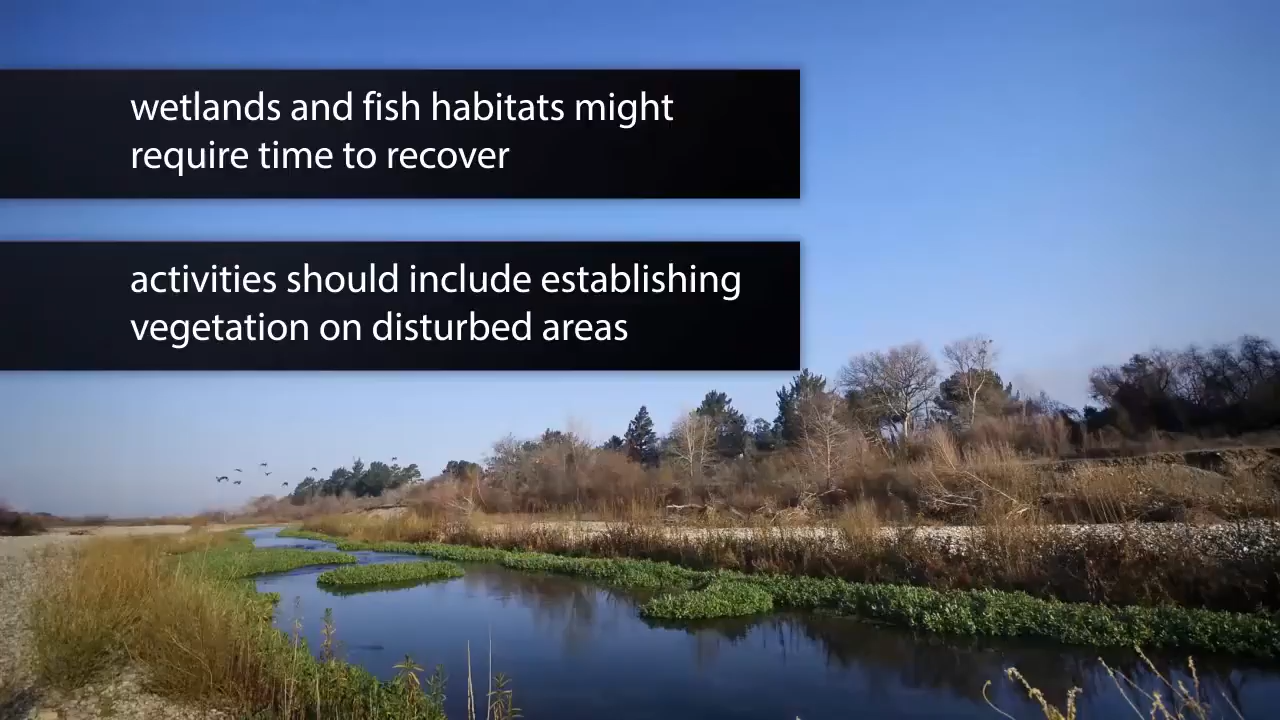 wetlands and fish habitats might
require time to recover
activities should include establishing
vegetation on disturbed areas